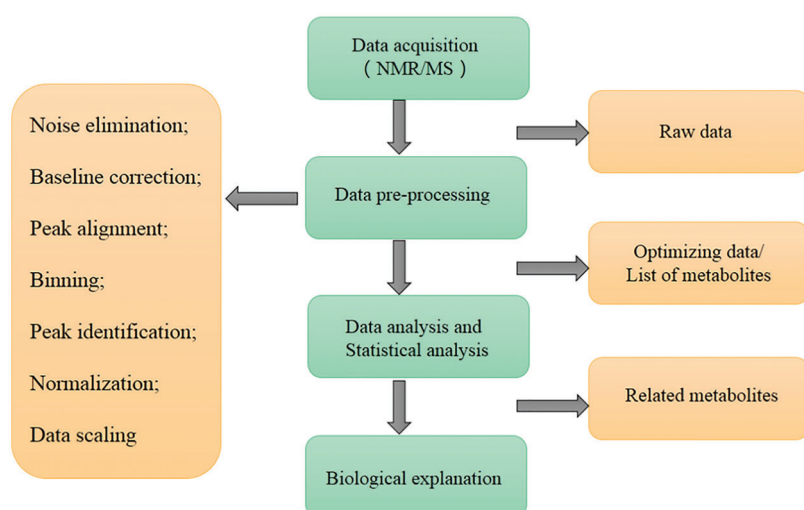 Data acquisition
( NMR/MS )
Noise elimination;
Baseline correction;
Peak alignment;
Binning;
Peak identification;
Normalization;
Data scaling
Raw data
Data pre-processing
Optimizing data/
List of metabolites
Data analysis and
Statistical analysis
Related metabolites
Biological explanation